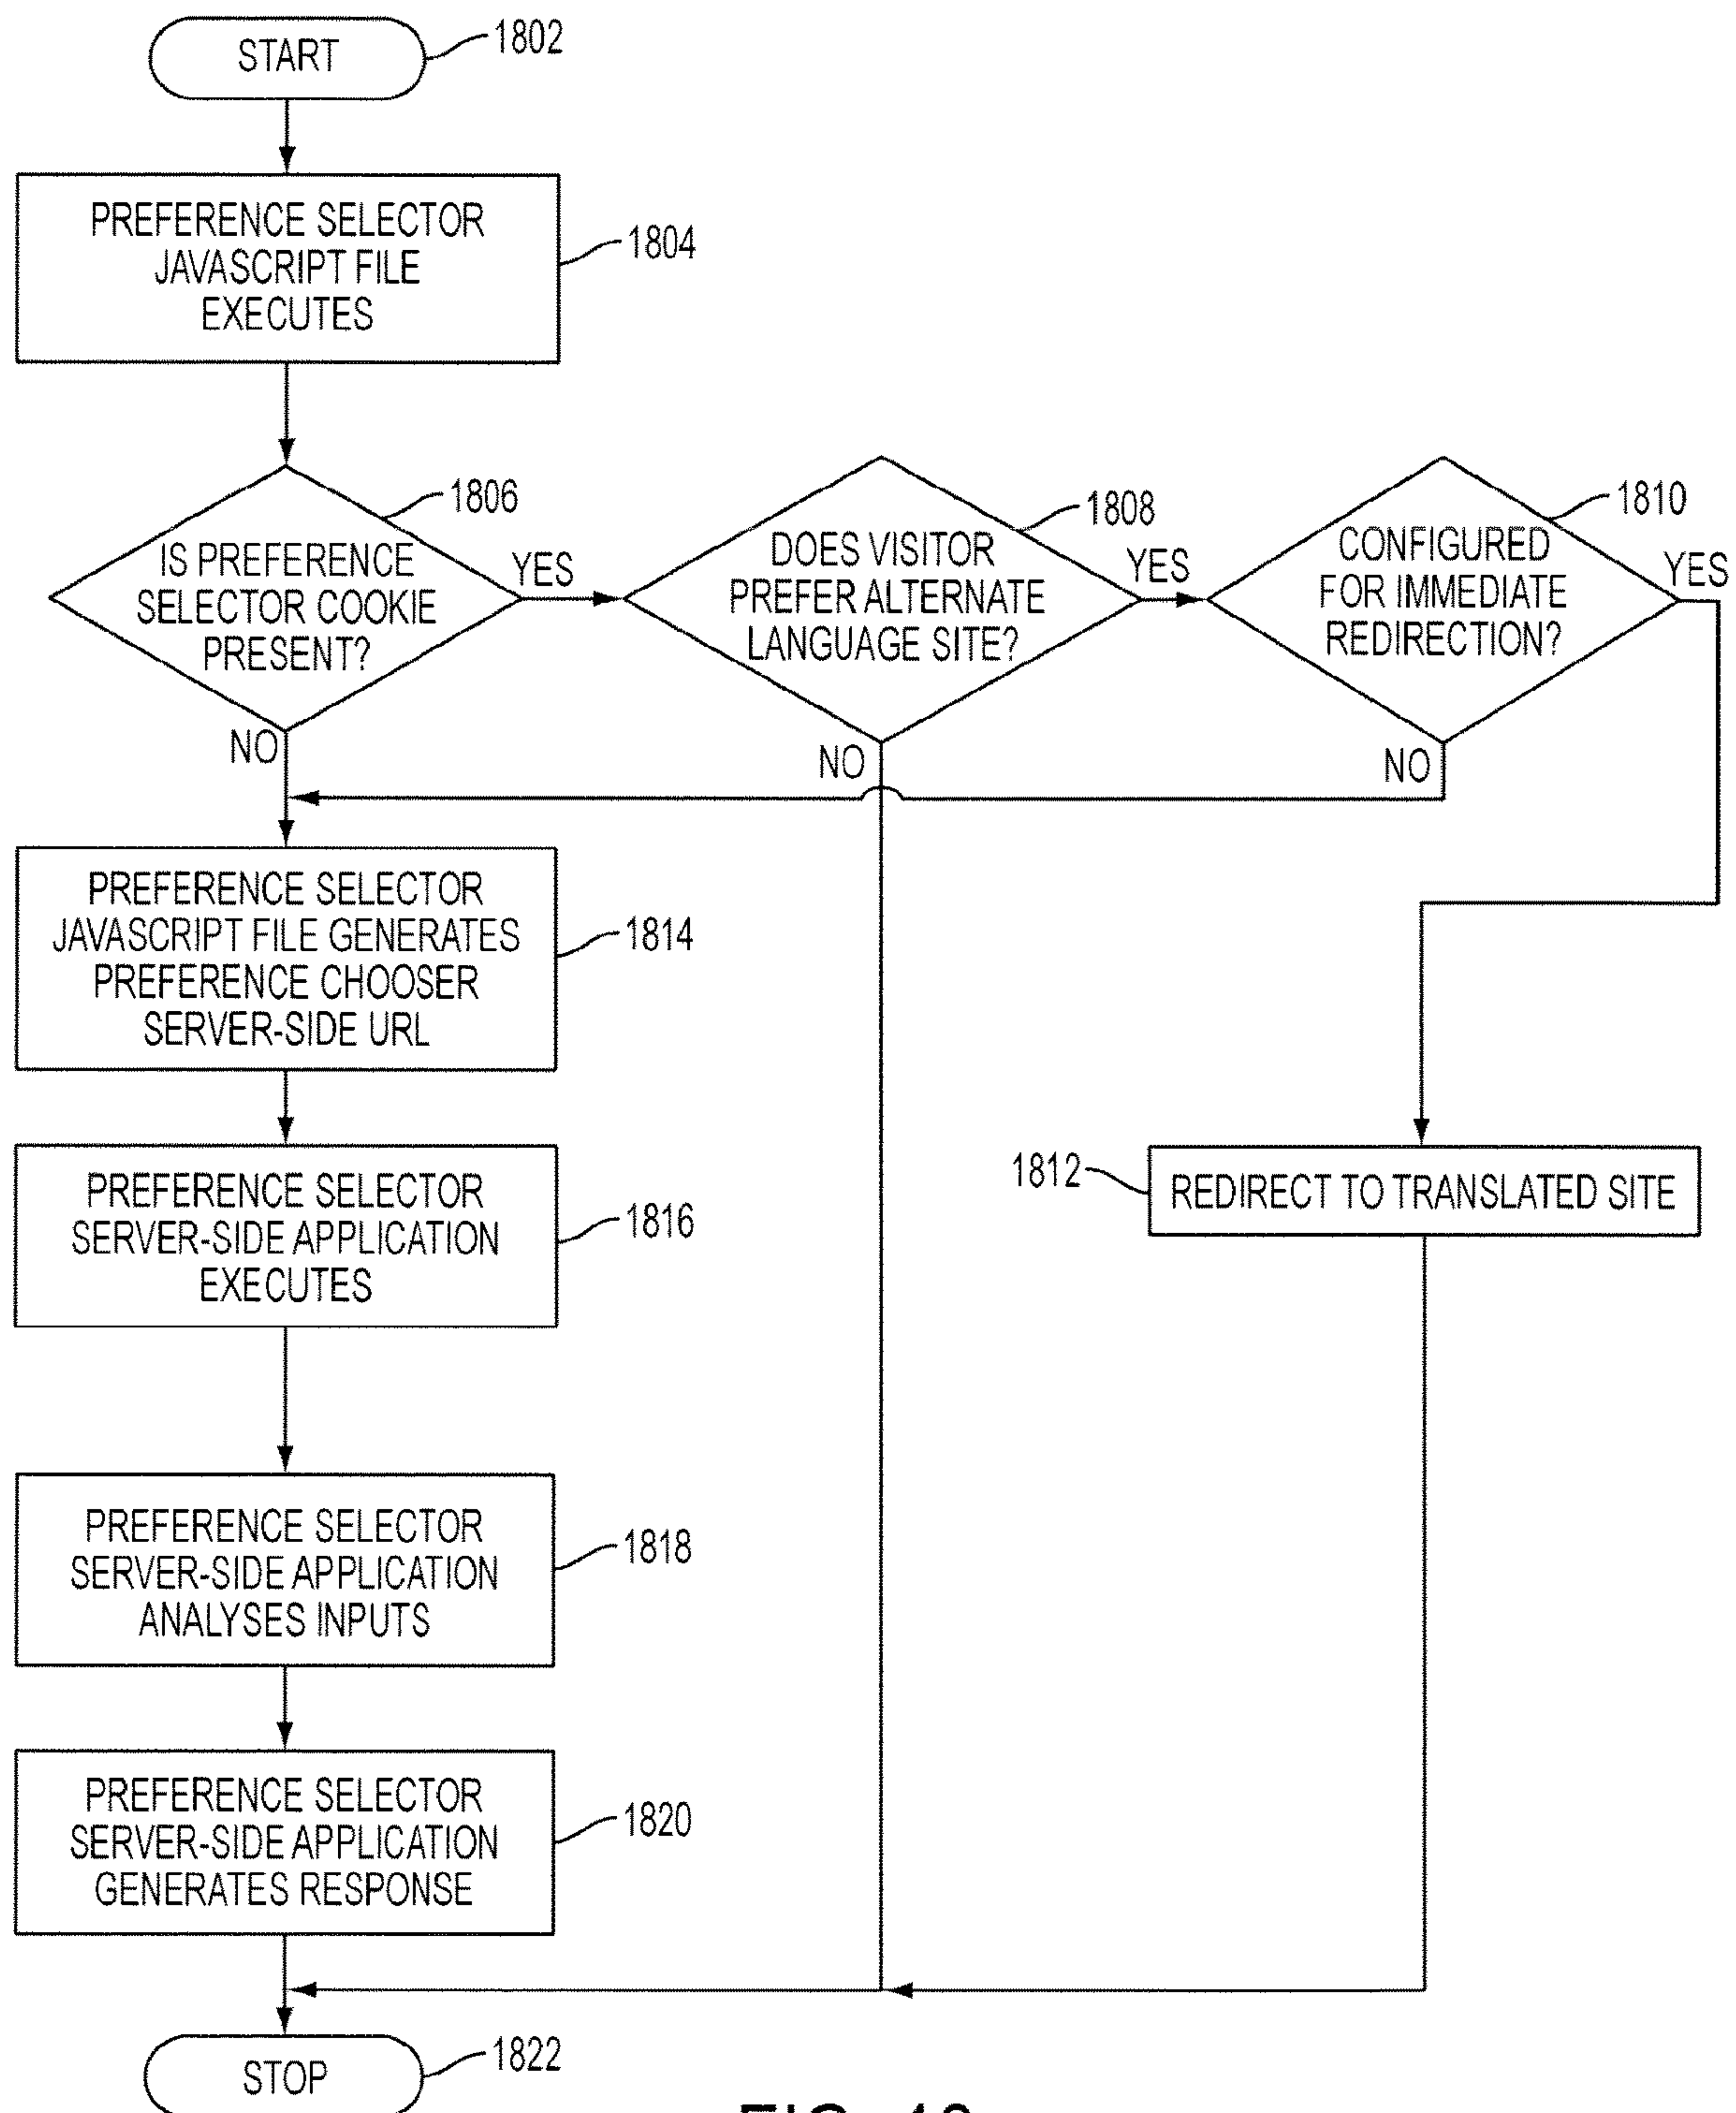 START
1802
PREFERENCE SELECTOR
JAVASCRIPT FILE
EXECUTES
1804
IS PREFERENCE
SELECTOR COOKIE
PRESENT?
1806
YES
NO
DOES VISITOR
PREFER ALTERNATE
LANGUAGE SITE?
1808
YES
NO
CONFIGURED
FOR IMMEDIATE
REDIRECTION?
1810
YES
NO
PREFERENCE SELECTOR
JAVASCRIPT FILE GENERATES
PREFERENCE CHOOSER
SERVER-SIDE URL
1814
PREFERENCE SELECTOR
SERVER-SIDE APPLICATION
EXECUTES
1816
1812
REDIRECT TO TRANSLATED SITE
PREFERENCE SELECTOR
SERVER-SIDE APPLICATION
ANALYSES INPUTS
1818
PREFERENCE SELECTOR
SERVER-SIDE APPLICATION
GENERATES RESPONSE
1820
STOP
1822